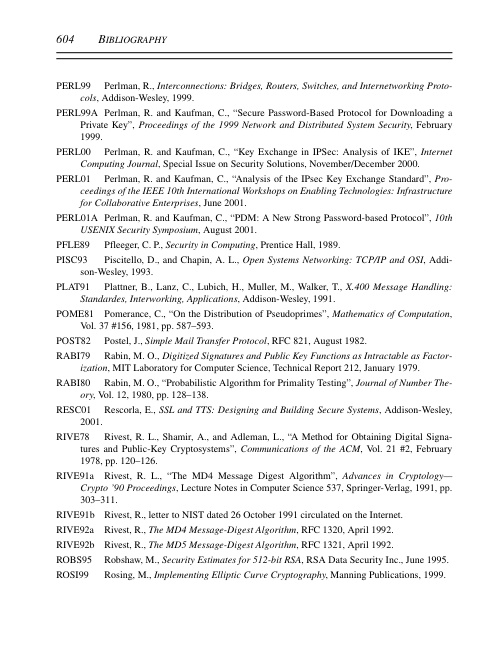 604 BIBLIOGRAPHY
PERL99 Perlman, R., Interconnections: Bridges, Routers, Switches, and Internetworking Proto-
cols, Addison-Wesley, 1999.
PERL99A Perlman, R. and Kaufman, C., “Secure Password-Based Protocol for Downloading a
Private Key”, Proceedings of the 1999 Network and Distributed System Security, February
1999.
PERL00 Perlman, R. and Kaufman, C., “Key Exchange in IPSec: Analysis of IKE”, Internet
Computing Journal, Special Issue on Security Solutions, November/December 2000.
PERL01 Perlman, R. and Kaufman, C., “Analysis of the IPsec Key Exchange Standard”, Pro-
ceedings of the IEEE 10th International Workshops on Enabling Technologies: Infrastructure
for Collaborative Enterprises, June 2001.
PERL01A Perlman, R. and Kaufman, C., “PDM: A New Strong Password-based Protocol”, 10th
USENIX Security Symposium, August 2001.
PFLE89 Pfleeger, C. P., Security in Computing, Prentice Hall, 1989.
PISC93 Piscitello, D., and Chapin, A. L., Open Systems Networking: TCP/IP and OSI, Addi-
son-Wesley, 1993.
PLAT91 Plattner, B., Lanz, C., Lubich, H., Muller, M., Walker, T., X.400 Message Handling:
Standards, Interworking, Applications, Addison-Wesley, 1991.
POME81 Pomerance, C., “On the Distribution of Pseudoprimes”, Mathematics of Computation,
Vol. 37 #156, 1981, pp. 587–593.
POST82 Postel, J., Simple Mail Transfer Protocol, RFC 821, August 1982.
RABI79 Rabin, M. O., Digitized Signatures and Public Key Functions as Intractable as Factor-
ization, MIT Laboratory for Computer Science, Technical Report 212, January 1979.
RABI80 Rabin, M. O., “Probabilistic Algorithm for Primality Testing”, Journal of Number The-
ory, Vol. 12, 1980, pp. 128–138.
RESC01 Rescorla, E., SSL and TTS: Designing and Building Secure Systems, Addison-Wesley,
2001.
RIVE78 Rivest, R. L., Shamir, A., and Adleman, L., “A Method for Obtaining Digital Signa-
tures and Public-Key Cryptosystems”, Communications of the ACM, Vol. 21 #2, February
1978, pp. 120–126.
RIVE91a Rivest, R. L., “The MD4 Message Digest Algorithm”, Advances in Cryptology—
Crypto ’90 Proceedings, Lecture Notes in Computer Science 537, Springer-Verlag, 1991, pp.
303–311.
RIVE91b Rivest, R., letter to NIST dated 26 October 1991 circulated on the Internet.
RIVE92a Rivest, R., The MD4 Message-Digest Algorithm, RFC 1320, April 1992.
RIVE92b Rivest, R., The MD5 Message-Digest Algorithm, RFC 1321, April 1992.
ROBS95 Robshaw, M., Security Estimates for 512-bit RSA, RSA Data Security Inc., June 1995.
ROSI99 Rosing, M., Implementing Elliptic Curve Cryptography, Manning Publications, 1999.